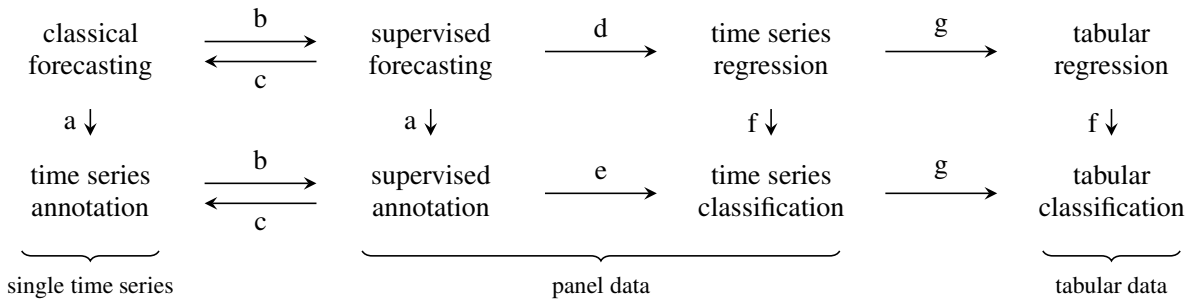 b b d g
classical supervised time series tabular
forecasting forecasting regression regression
c
a a f f
b e g
time series supervised time series tabular
annotation annotation classification classification
c
single time series panel data tabular data